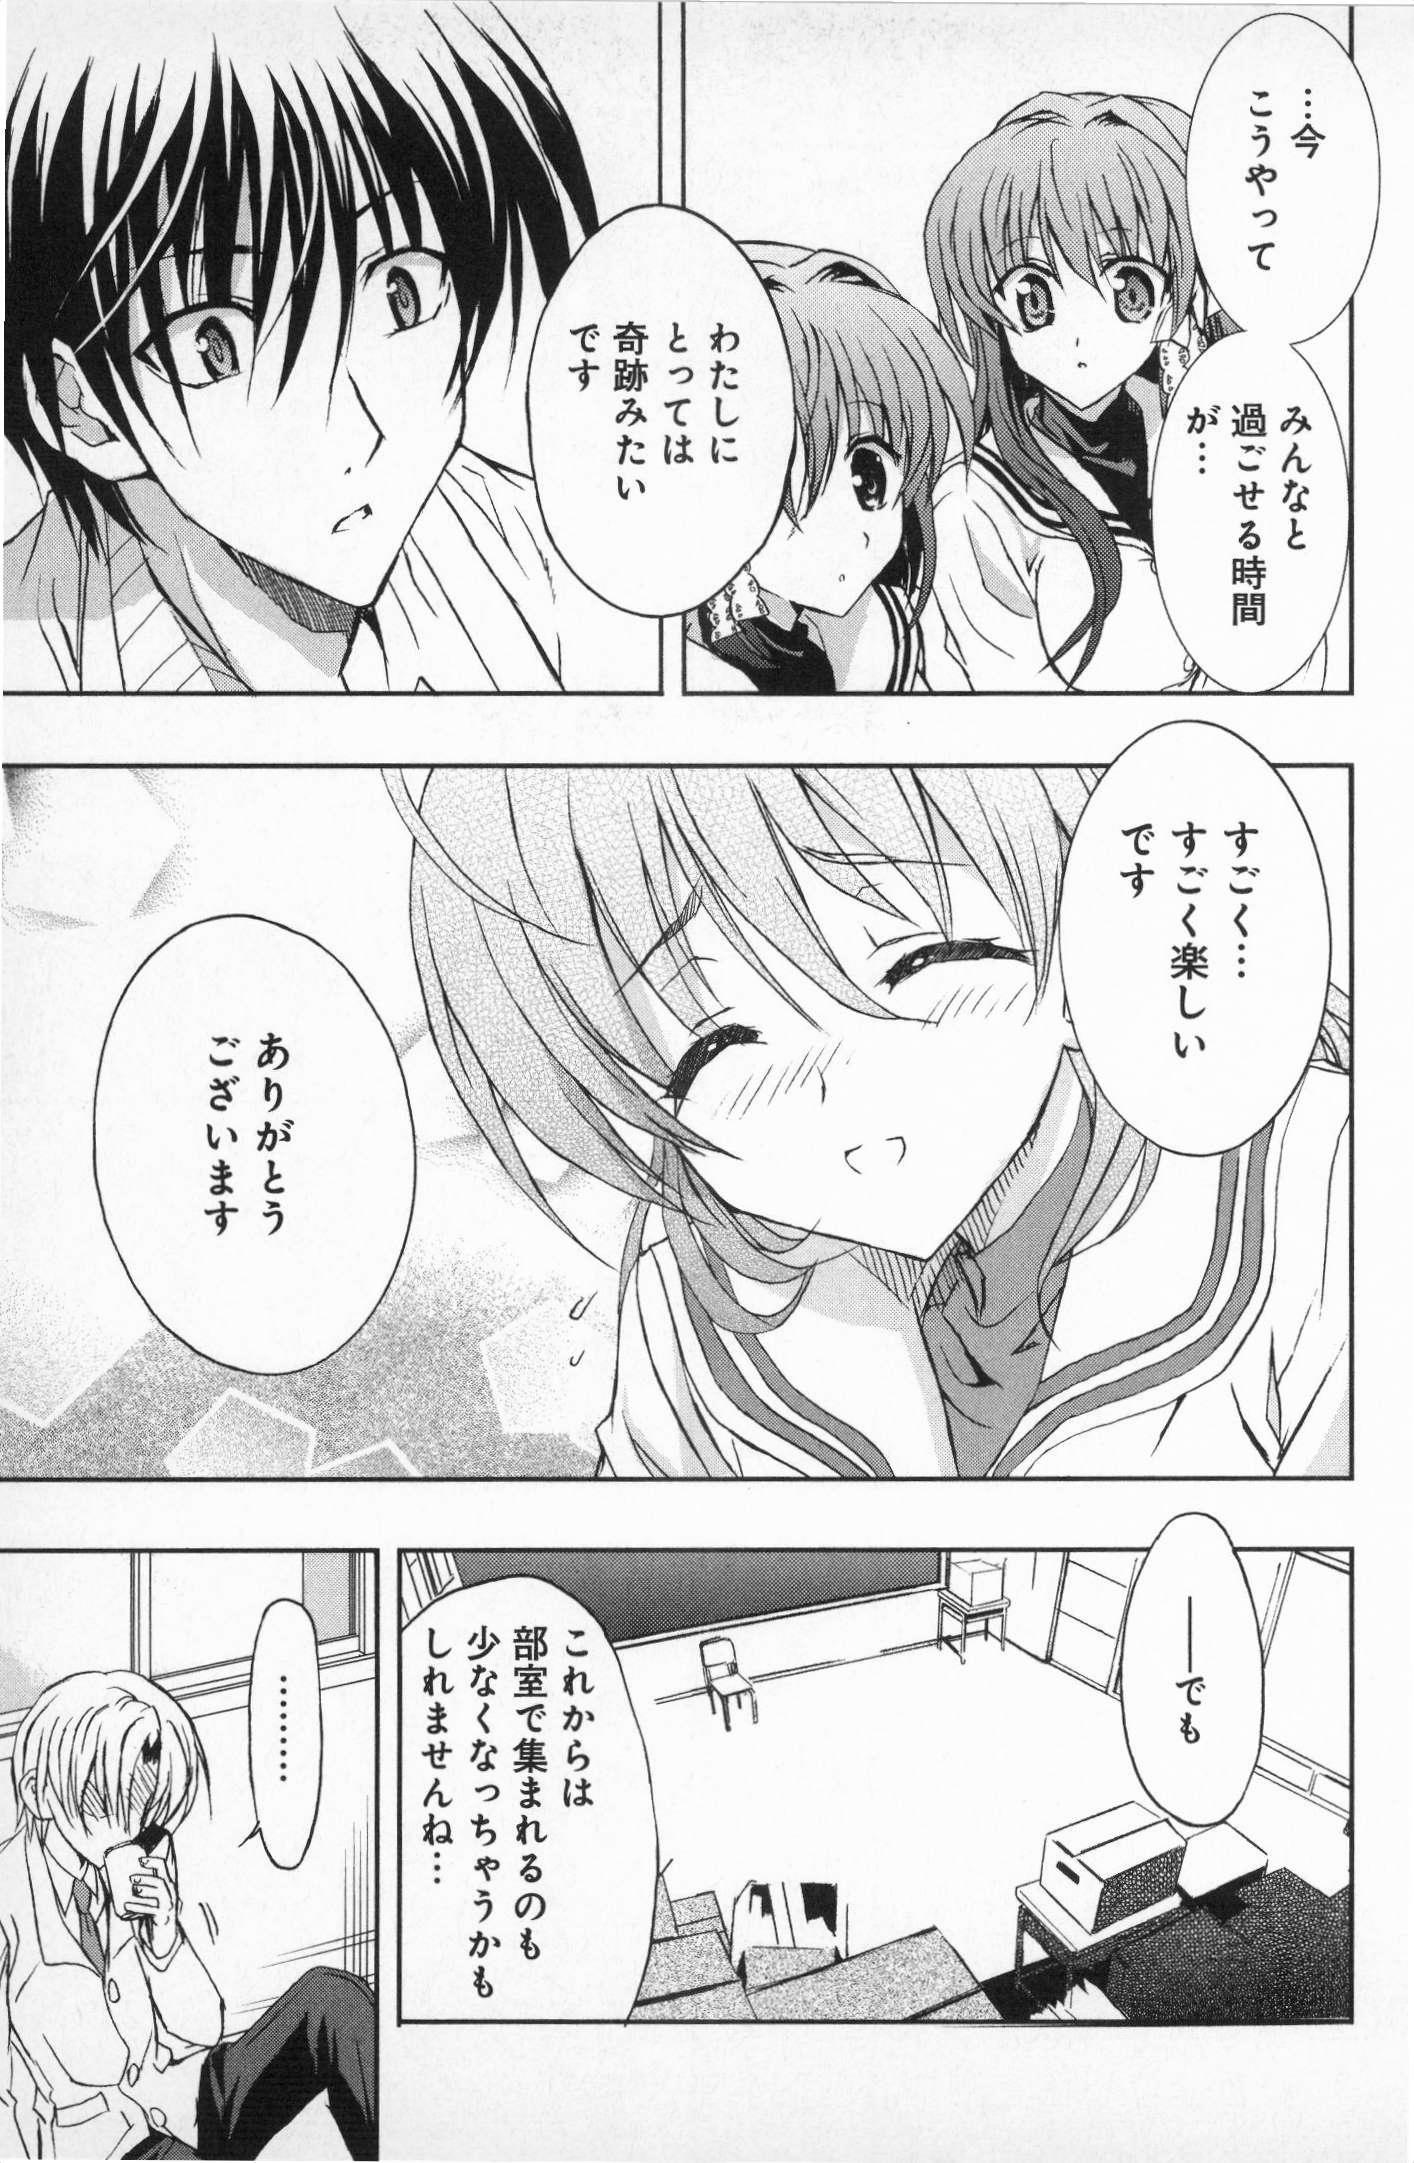 …今
こうやって
みんなと
過ごせる時間
が…
わたしに
とっては
奇跡みたい
です
すごく…
すごく楽しい
です
ありがとう
ございます
──でも
これからは
部室で集まれるのも
少なくなっちゃうかも
しれませんね…
………